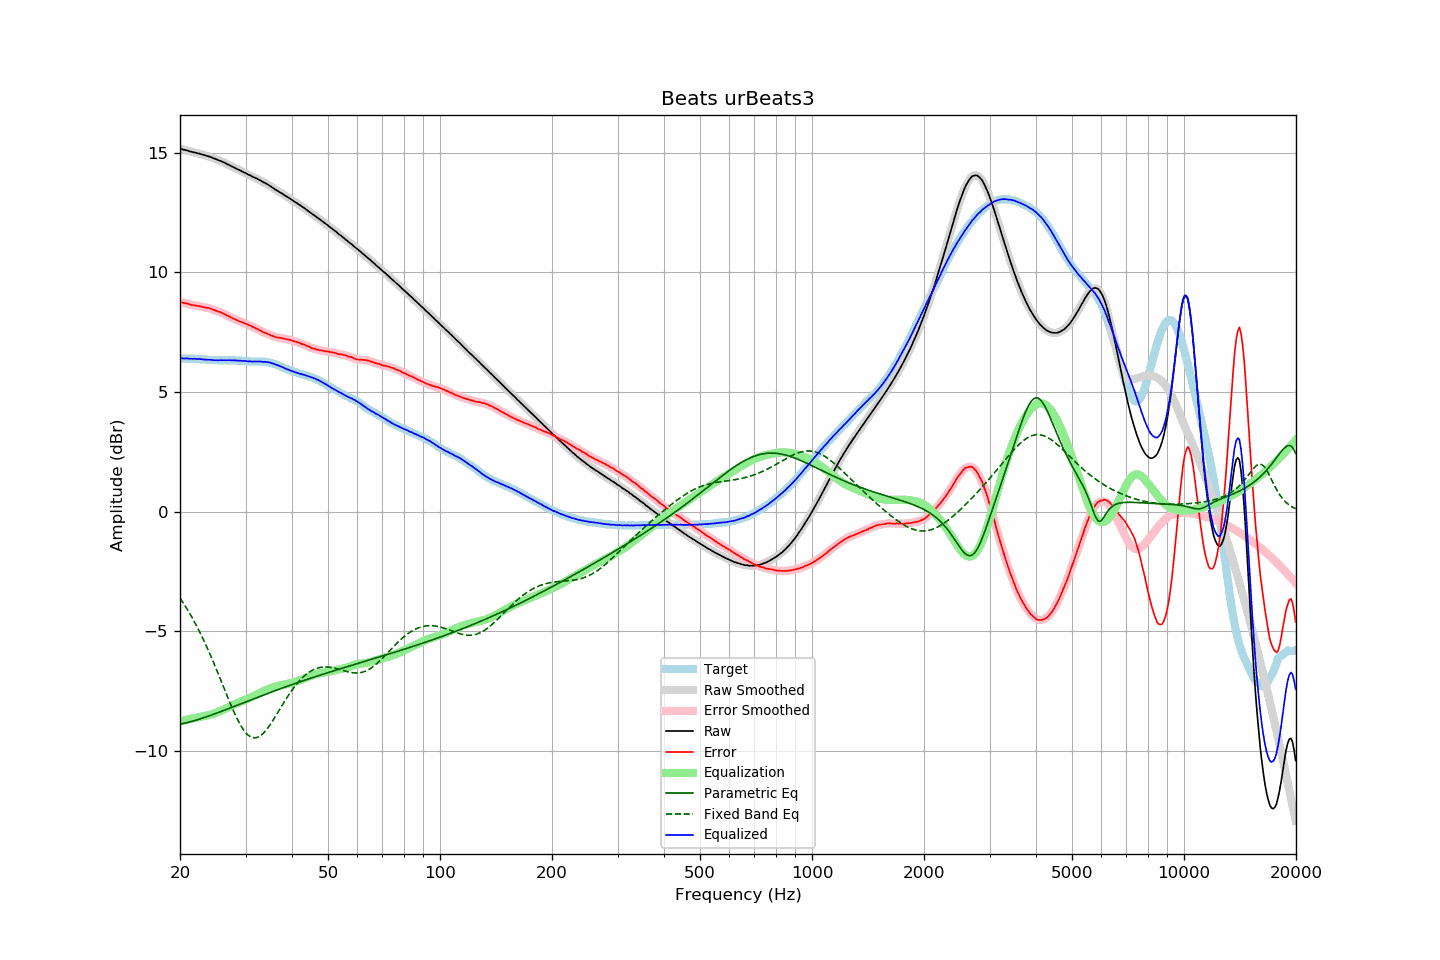 Beats urBeats3
15
10
5
0
−5
−10
Amplitude (dBr)
Target
Raw Smoothed
Error Smoothed
Raw
Error
Equalization
Parametric Eq
Fixed Band Eq
Equalized
20 50 100 200 500 1000 2000 5000 10000 20000
Frequency (Hz)